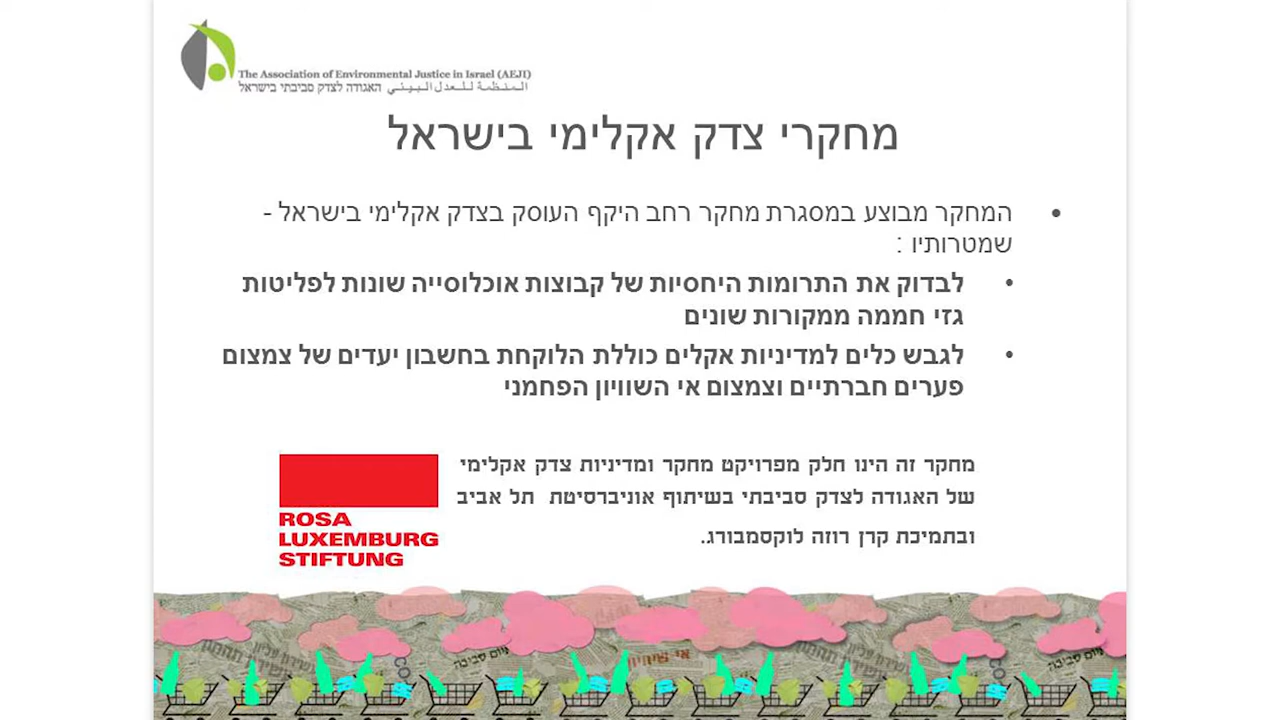 The Association of Environmental Justice in Israel (AEJI)
האגודה לצדק סביבתי בישראל المنظمة للعدل البيئي
מחקרי צדק אקלימי בישראל
• המחקר מבוצע במסגרת מחקר רחב היקף העוסק בצדק אקלימי בישראל -
שמטרותיו :
• לבדוק את התרומות היחסיות של קבוצות אוכלוסייה שונות לפליטות
גזי חממה ממקורות שונים
• לגבש כלים למדיניות אקלים כוללת הלוקחת בחשבון יעדים של צמצום
פערים חברתיים וצמצום אי השוויון הפחמני
מחקר זה הינו חלק מפרויקט מחקר ומדיניות צדק אקלימי
של האגודה לצדק סביבתי בשיתוף אוניברסיטת תל אביב
ובתמיכת קרן רוזה לוקסמבורג.
ROSA
LUXEMBURG
STIFTUNG